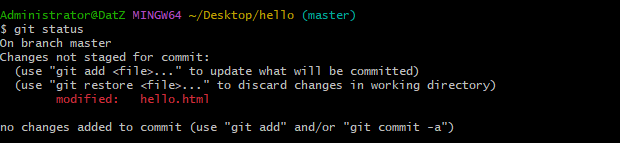 Administrator@DatZ MINGW64 ~/Desktop/hello (master)
$ git status
On branch master
Changes not staged for commit:
  (use "git add <file>..." to update what will be committed)
  (use "git restore <file>..." to discard changes in working directory)
        modified:   hello.html

no changes added to commit (use "git add" and/or "git commit -a")